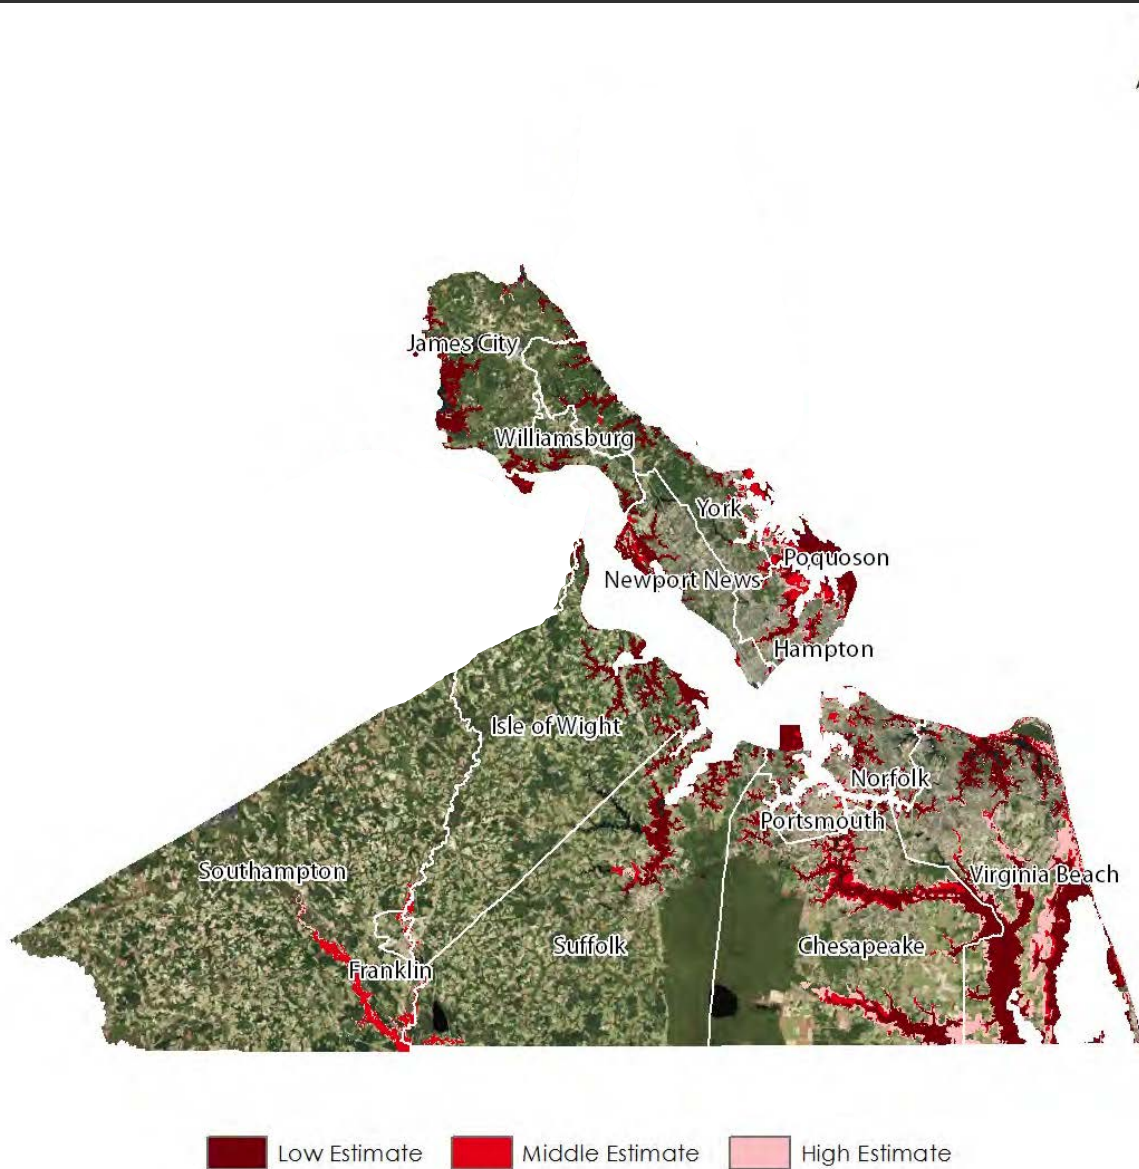 James City
Williamsburg
York
Poquoson
Newport News
Hampton
Isle of Wight
Norfolk
Portsmouth
Southampton
Virginia Beach
Suffolk
Chesapeake
Franklin
Low Estimate
Middle Estimate
High Estimate